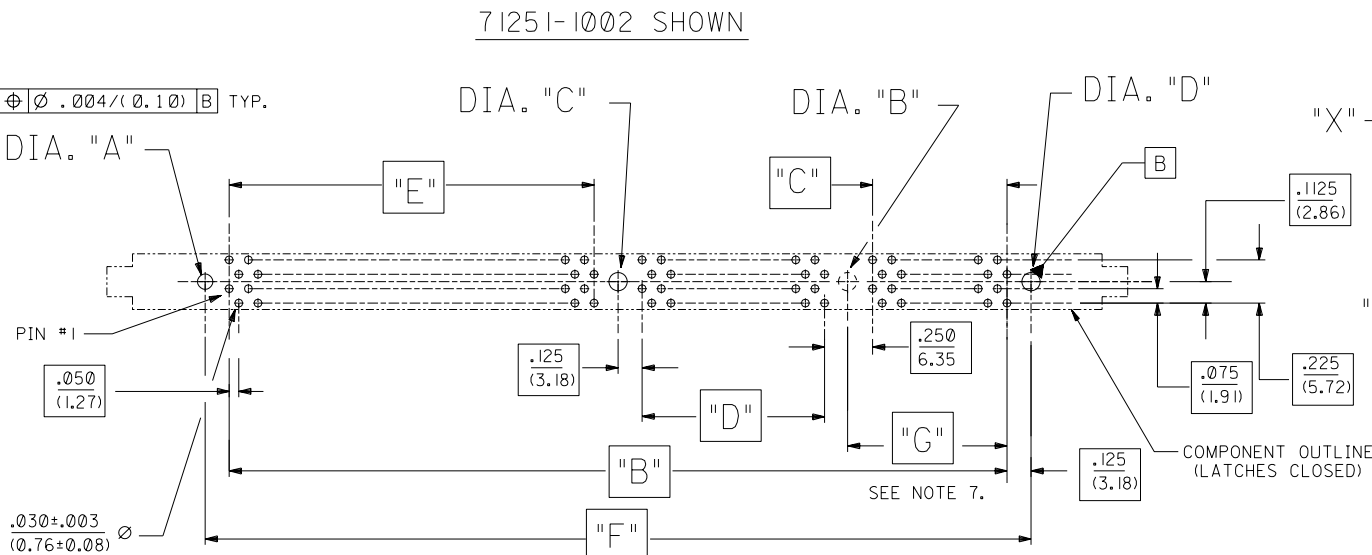 71251-1002 SHOWN
⌖ Ø .004/(0.10) B TYP.
DIA. "A"
DIA. "C"
DIA. "B"
DIA. "D"
"X"
"E"
"C"
B
.1125
(2.86)
PIN #1
.050
(1.27)
.125
(3.18)
.250
6.35
.075
(1.91)
.225
(5.72)
"
"D"
"G"
"B"
SEE NOTE 7.
.125
(3.18)
COMPONENT OUTLINE
(LATCHES CLOSED)
.030±.003
(0.76±0.08) Ø
"F"